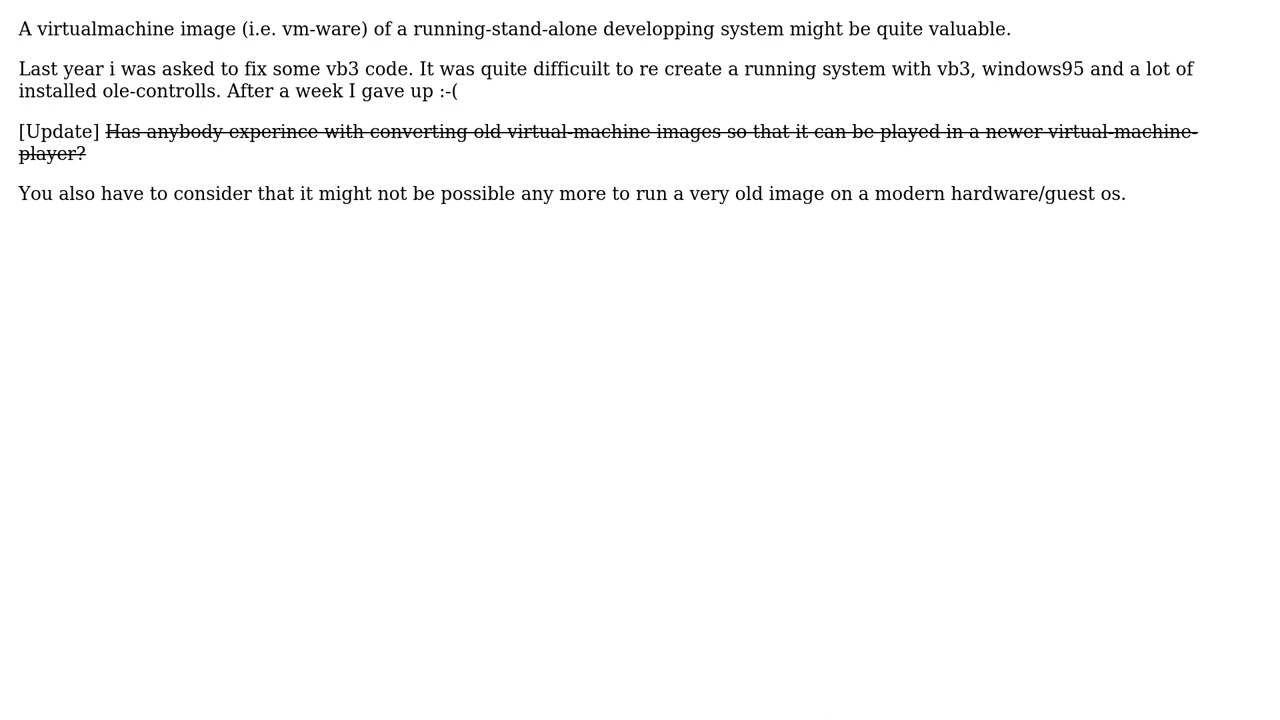 A virtualmachine image (i.e. vm-ware) of a running-stand-alone developping system might be quite valuable.
Last year i was asked to fix some vb3 code. It was quite difficuilt to re create a running system with vb3, windows95 and a lot of
installed ole-controlls. After a week I gave up :-(
[Update] Has anybody experince with converting old virtual-machine images so that it can be played in a newer virtual-machine-
player?
You also have to consider that it might not be possible any more to run a very old image on a modern hardware/guest os.